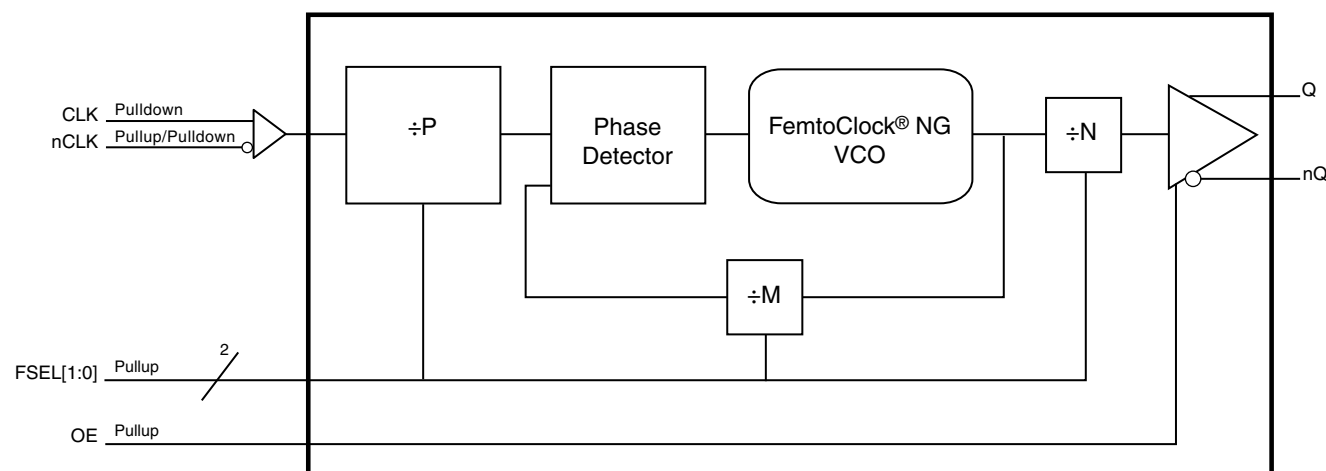 CLK Pulldown
nCLK Pullup/Pulldown
÷P
Phase
Detector
FemtoClock® NG
VCO
÷N
Q
nQ
÷M
2
FSEL[1:0] Pullup
OE Pullup